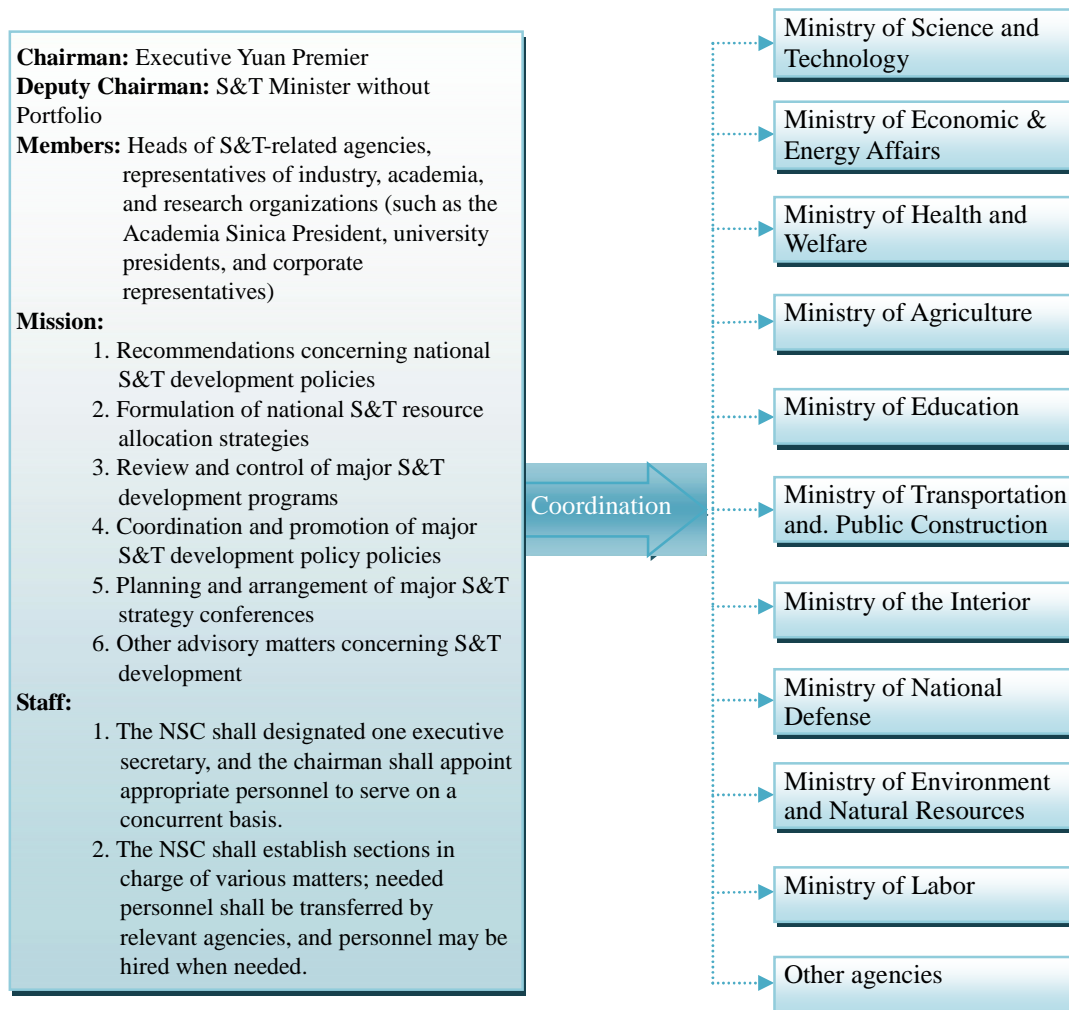 Chairman: Executive Yuan Premier
Deputy Chairman: S&T Minister without
Portfolio
Members: Heads of S&T-related agencies,
representatives of industry, academia,
and research organizations (such as the
Academia Sinica President, university
presidents, and corporate
representatives)
Mission:
1. Recommendations concerning national
S&T development policies
2. Formulation of national S&T resource
allocation strategies
3. Review and control of major S&T
development programs
4. Coordination and promotion of major
S&T development policy policies
5. Planning and arrangement of major S&T
strategy conferences
6. Other advisory matters concerning S&T
development
Staff:
1. The NSC shall designated one executive
secretary, and the chairman shall appoint
appropriate personnel to serve on a
concurrent basis.
2. The NSC shall establish sections in
charge of various matters; needed
personnel shall be transferred by
relevant agencies, and personnel may be
hired when needed.
Coordination
Ministry of Science and
Technology
Ministry of Economic &
Energy Affairs
Ministry of Health and
Welfare
Ministry of Agriculture
Ministry of Education
Ministry of Transportation
and. Public Construction
Ministry of the Interior
Ministry of National
Defense
Ministry of Environment
and Natural Resources
Ministry of Labor
Other agencies